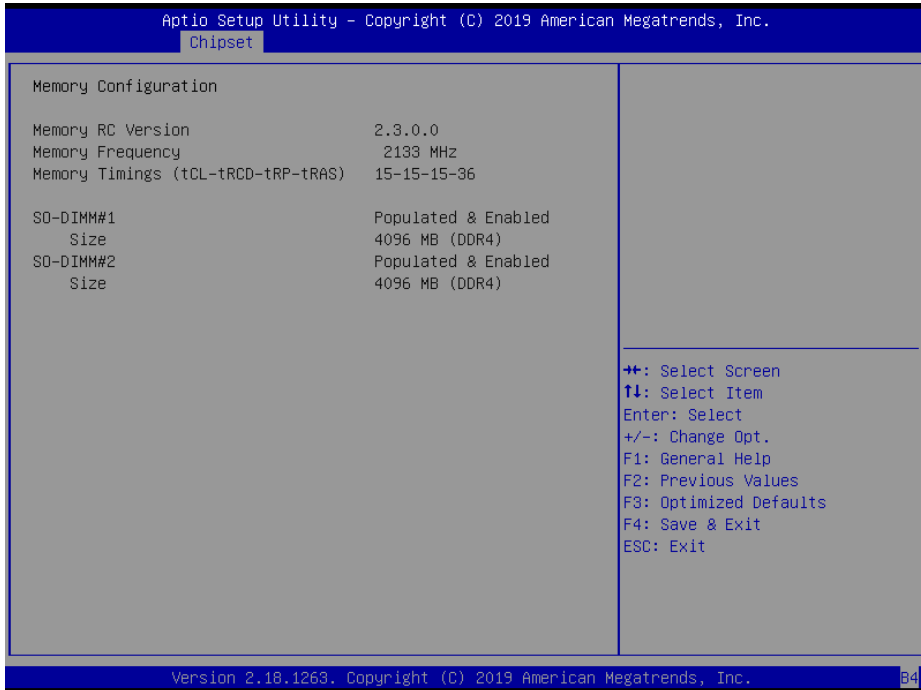 Aptio Setup Utility – Copyright (C) 2019 American Megatrends, Inc.
Chipset
Memory Configuration
Memory RC Version 2.3.0.0
Memory Frequency 2133 MHz
Memory Timings (tCL-tRCD-tRP-tRAS) 15-15-15-36
SO-DIMM#1 Populated & Enabled
Size 4096 MB (DDR4)
SO-DIMM#2 Populated & Enabled
Size 4096 MB (DDR4)
→←: Select Screen
↑↓: Select Item
Enter: Select
+/-: Change Opt.
F1: General Help
F2: Previous Values
F3: Optimized Defaults
F4: Save & Exit
ESC: Exit
Version 2.18.1263. Copyright (C) 2019 American Megatrends, Inc.
B4